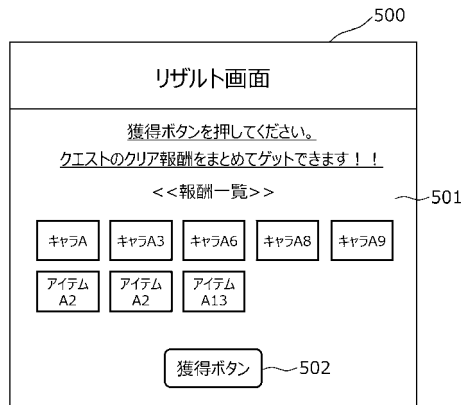 500
リザルト画面
獲得ボタンを押してください。
クエストのクリア報酬をまとめてゲットできます！！
<<報酬一覧>>
501
キャラA キャラA3 キャラA6 キャラA8 キャラA9
アイテム アイテム アイテム
A2 A2 A13
獲得ボタン 502